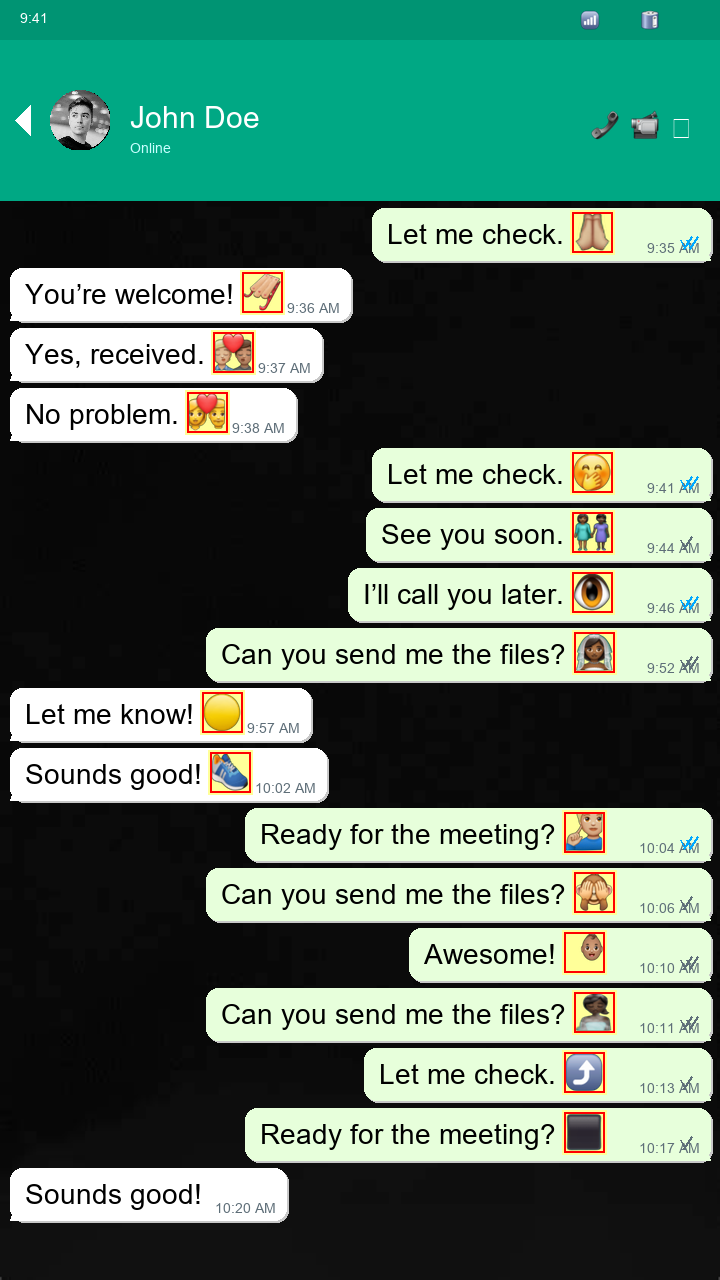 9:41
John Doe
Online
Let me check. 🙏🏼 9:35 AM
You’re welcome! 🛷 9:36 AM
Yes, received. 9:37 AM
No problem. 👩‍❤️‍👨 9:38 AM
Let me check. 🤭 9:41 AM
See you soon. 👭🏿 9:44 AM
I’ll call you later. 👁️ 9:46 AM
Can you send me the files? 👰🏾 9:52 AM
Let me know! 🟡 9:57 AM
Sounds good! 👟 10:02 AM
Ready for the meeting? 🧏🏼 10:04 AM
Can you send me the files? 🙈 10:06 AM
Awesome! 10:10 AM
Can you send me the files? 10:11 AM
Let me check. ⤴️ 10:13 AM
Ready for the meeting? ⬛ 10:17 AM
Sounds good! 10:20 AM